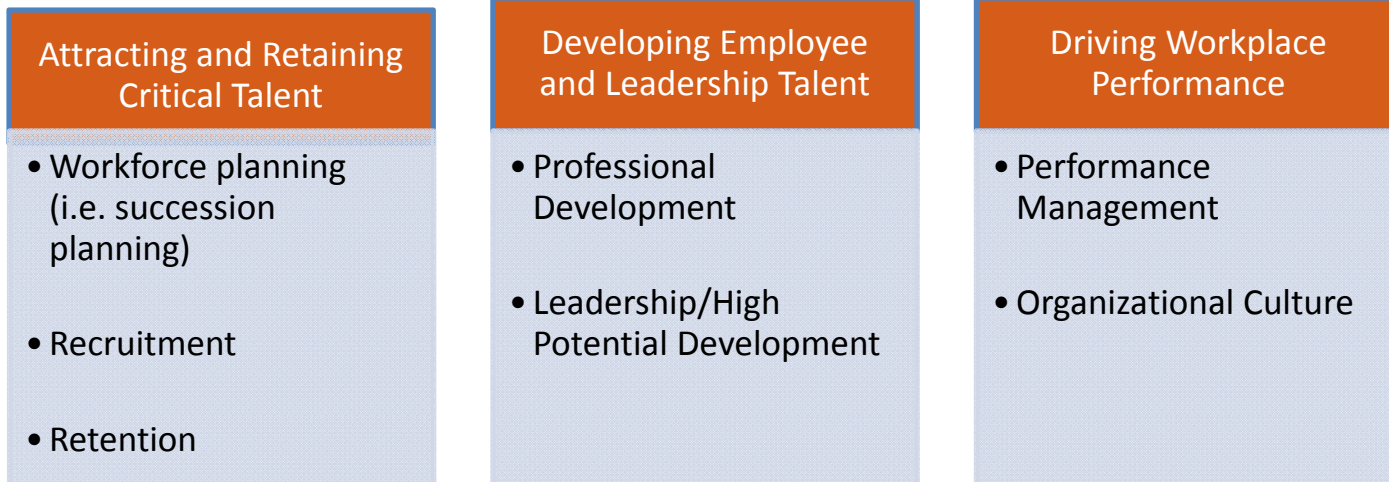 Attracting and Retaining
Critical Talent
• Workforce planning
(i.e. succession
planning)
• Recruitment
• Retention
Developing Employee
and Leadership Talent
• Professional
Development
• Leadership/High
Potential Development
Driving Workplace
Performance
• Performance
Management
• Organizational Culture